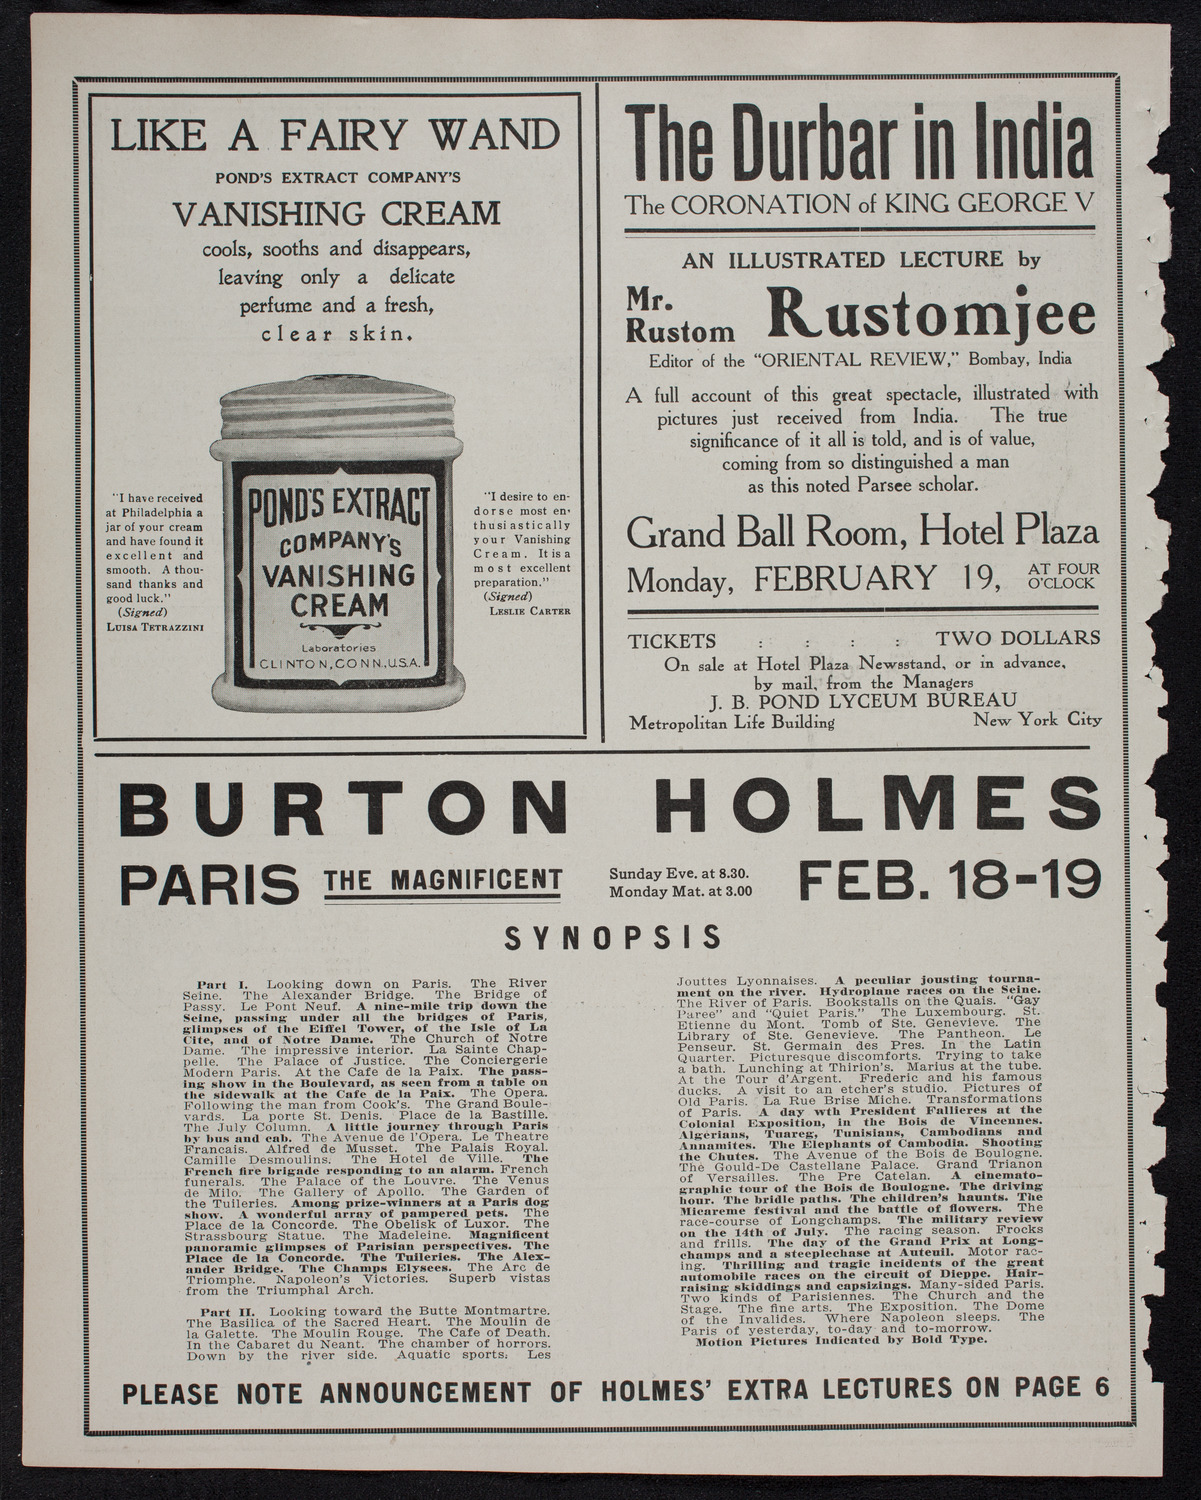 LIKE A FAIRY WAND
POND'S EXTRACT COMPANY'S
VANISHING CREAM
cools, sooths and disappears,
leaving only a delicate
perfume and a fresh,
clear skin.
"I have received
at Philadelphia a
jar of your cream
and have found it
excellent and
smooth. A thou-
sand thanks and
good luck."
(Signed)
LUISA TETRAZZINI
POND'S EXTRACT
COMPANY'S
VANISHING
CREAM
Laboratories
CLINTON, CONN., U.S.A.
"I desire to en-
dorse most en-
thusiastically
your Vanishing
Cream. It is a
most excellent
preparation."
(Signed)
LESLIE CARTER
The Durbar in India
The CORONATION of KING GEORGE V
AN ILLUSTRATED LECTURE by
Mr. Rustom Rustomjee
Editor of the "ORIENTAL REVIEW," Bombay, India
A full account of this great spectacle, illustrated with
pictures just received from India. The true
significance of it all is told, and is of value,
coming from so distinguished a man
as this noted Parsee scholar.
Grand Ball Room, Hotel Plaza
Monday, FEBRUARY 19, AT FOUR O'CLOCK
TICKETS : : : : TWO DOLLARS
On sale at Hotel Plaza Newsstand, or in advance,
by mail, from the Managers
J. B. POND LYCEUM BUREAU
Metropolitan Life Building New York City
BURTON HOLMES
PARIS THE MAGNIFICENT Sunday Eve. at 8.30. Monday Mat. at 3.00 FEB. 18-19
SYNOPSIS
Part I. Looking down on Paris. The River
Seine. The Alexander Bridge. The Bridge of
Passy. Le Pont Neuf. A nine-mile trip down the
Seine, passing under all the bridges of Paris,
glimpses of the Eiffel Tower, of the Isle of La
Cite, and of Notre Dame. The Church of Notre
Dame. The impressive interior. La Sainte Chap-
pelle. The Palace of Justice. The Conciergerie
Modern Paris. At the Cafe de la Paix. The pass-
ing show in the Boulevard, as seen from a table on
the sidewalk at the Cafe de la Paix. The Opera.
Following the man from Cook's. The Grand Boule-
vards. La porte St. Denis. Place de la Bastille.
The July Column. A little journey through Paris
by bus and cab. The Avenue de l'Opera. Le Theatre
Francais. Alfred de Musset. The Palais Royal.
Camille Desmoulins. The Hotel de Ville. The
French fire brigade responding to an alarm. French
funerals. The Palace of the Louvre. The Venus
de Milo. The Gallery of Apollo. The Garden of
the Tuileries. Among prize-winners at a Paris dog
show. A wonderful array of pampered pets. The
Place de la Concorde. The Obelisk of Luxor. The
Strassbourg Statue. The Madeleine. Magnificent
panoramic glimpses of Parisian perspectives. The
Place de la Concorde. The Tuileries. The Alex-
ander Bridge. The Champs Elysees. The Arc de
Triomphe. Napoleon's Victories. Superb vistas
from the Triumphal Arch.
Part II. Looking toward the Butte Montmartre.
The Basilica of the Sacred Heart. The Moulin de
la Galette. The Moulin Rouge. The Cafe of Death.
In the Cabaret du Neant. The chamber of horrors.
Down by the river side. Aquatic sports. Les
Jouttes Lyonnaises. A peculiar jousting tourna-
ment on the river. Hydroplane races on the Seine.
The River of Paris. Bookstalls on the Quais. "Gay
Paree" and "Quiet Paris." The Luxembourg. St.
Etienne du Mont. Tomb of Ste. Genevieve. The
Library of Ste. Genevieve. The Pantheon. Le
Penseur. St. Germain des Pres. In the Latin
Quarter. Picturesque discomforts. Trying to take
a bath. Lunching at Thirion's. Marius at the tube.
At the Tour d'Argent. Frederic and his famous
ducks. A visit to an etcher's studio. Pictures of
Old Paris. La Rue Brise Miche. Transformations
of Paris. A day wth President Fallieres at the
Colonial Exposition, in the Bois de Vincennes.
Algerians, Tuareg, Tunisians, Cambodians and
Annamites. The Elephants of Cambodia. Shooting
the Chutes. The Avenue of the Bois de Boulogne.
The Gould-De Castellane Palace. Grand Trianon
of Versailles. The Pre Catelan. A cinemato-
graphic tour of the Bois de Boulogne. The driving
hour. The bridle paths. The children's haunts. The
Micareme festival and the battle of flowers. The
race-course of Longchamps. The military review
on the 14th of July. The racing season. Frocks
and frills. The day of the Grand Prix at Long-
champs and a steeplechase at Auteuil. Motor rac-
ing. Thrilling and tragic incidents of the great
automobile races on the circuit of Dieppe. Hair-
raising skiddings and capsizings. Many-sided Paris.
Two kinds of Parisiennes. The Church and the
Stage. The fine arts. The Exposition. The Dome
of the Invalides. Where Napoleon sleeps. The
Paris of yesterday, to-day and to-morrow.
Motion Pictures Indicated by Bold Type.
PLEASE NOTE ANNOUNCEMENT OF HOLMES' EXTRA LECTURES ON PAGE 6